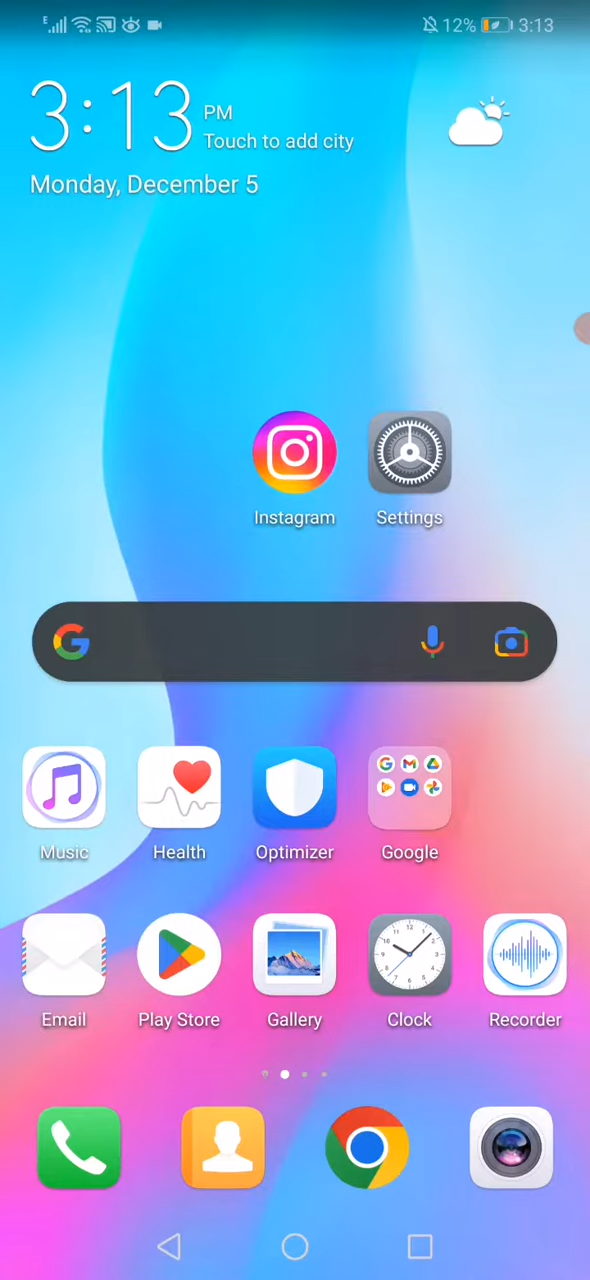 E 12% 3:13
3:13 PM
Touch to add city
Monday, December 5
Instagram Settings
Music Health Optimizer Google
Email Play Store Gallery Clock Recorder